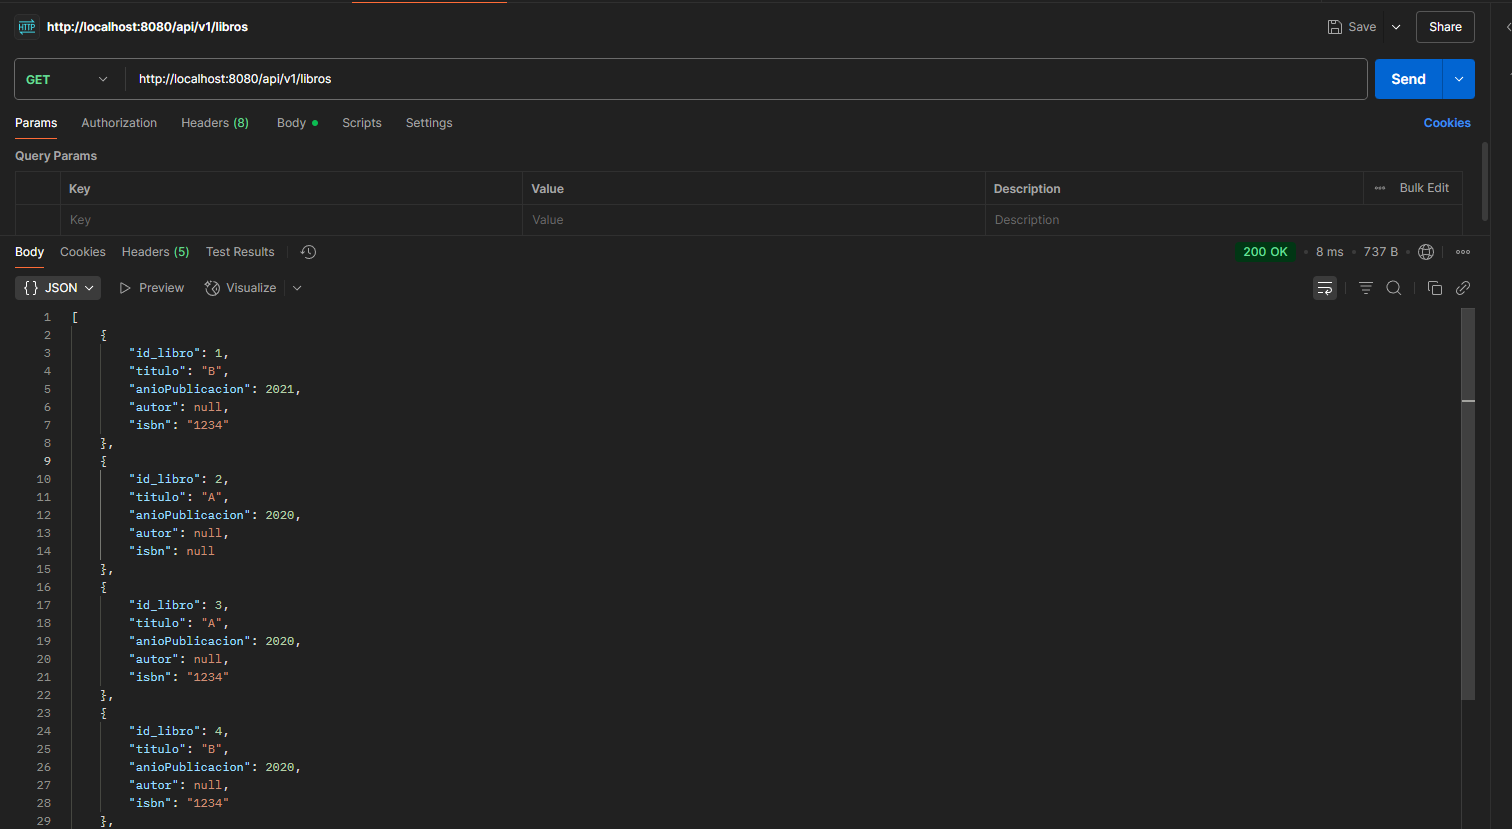 HTTP http://localhost:8080/api/v1/libros Save Share
GET http://localhost:8080/api/v1/libros Send
Params Authorization Headers (8) Body Scripts Settings Cookies
Query Params
Key Value Description Bulk Edit
Key Value Description
Body Cookies Headers (5) Test Results 200 OK 8 ms 737 B
{} JSON Preview Visualize
1 [
2 {
3 "id_libro": 1,
4 "titulo": "B",
5 "anioPublicacion": 2021,
6 "autor": null,
7 "isbn": "1234"
8 },
9 {
10 "id_libro": 2,
11 "titulo": "A",
12 "anioPublicacion": 2020,
13 "autor": null,
14 "isbn": null
15 },
16 {
17 "id_libro": 3,
18 "titulo": "A",
19 "anioPublicacion": 2020,
20 "autor": null,
21 "isbn": "1234"
22 },
23 {
24 "id_libro": 4,
25 "titulo": "B",
26 "anioPublicacion": 2020,
27 "autor": null,
28 "isbn": "1234"
29 },